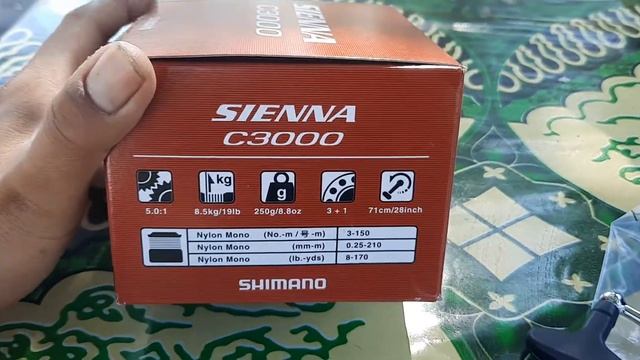 SIENNA
C3000
SIENNA
C3000
kg
g
5.0:1
8.5kg/19lb
250g/8.8oz
3 + 1
71cm/28inch
Nylon Mono (No.-m / 号-m) 3-150
Nylon Mono (mm-m) 0.25-210
Nylon Mono (lb.-yds) 8-170
SHIMANO